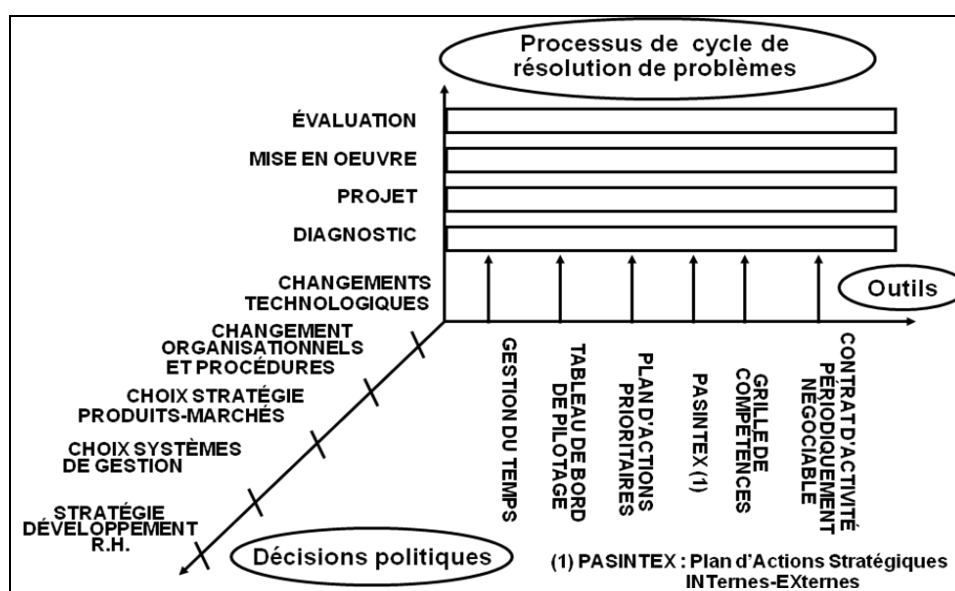 Processus de cycle de
résolution de problèmes
ÉVALUATION
MISE EN OEUVRE
PROJET
DIAGNOSTIC
CHANGEMENTS
TECHNOLOGIQUES
Outils
CHANGEMENT
ORGANISATIONNELS
ET PROCÉDURES
CHOIX STRATÉGIE
PRODUITS-MARCHÉS
CHOIX SYSTÈMES
DE GESTION
STRATÉGIE
DÉVELOPPEMENT
R.H.
GESTION DU TEMPS
TABLEAU DE BORD
DE PILOTAGE
PLAN D'ACTIONS
PRIORITAIRES
PASINTEX (1)
GRILLE DE
COMPÉTENCES
CONTRAT D'ACTIVITÉ
PÉRIODIQUEMENT
NEGOCIABLE
Décisions politiques
(1) PASINTEX : Plan d'Actions Stratégiques
INTernes-EXternes